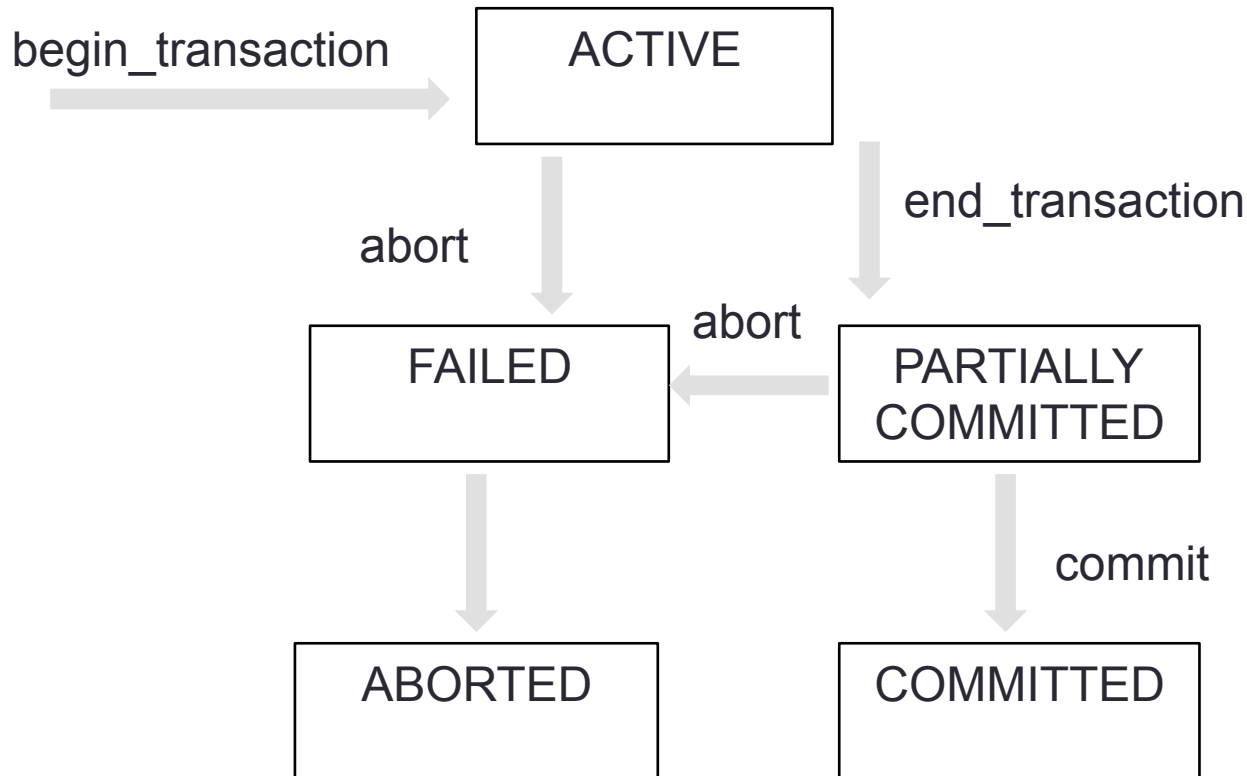 begin_transaction
ACTIVE
end_transaction
abort
abort
FAILED
PARTIALLY
COMMITTED
commit
ABORTED
COMMITTED